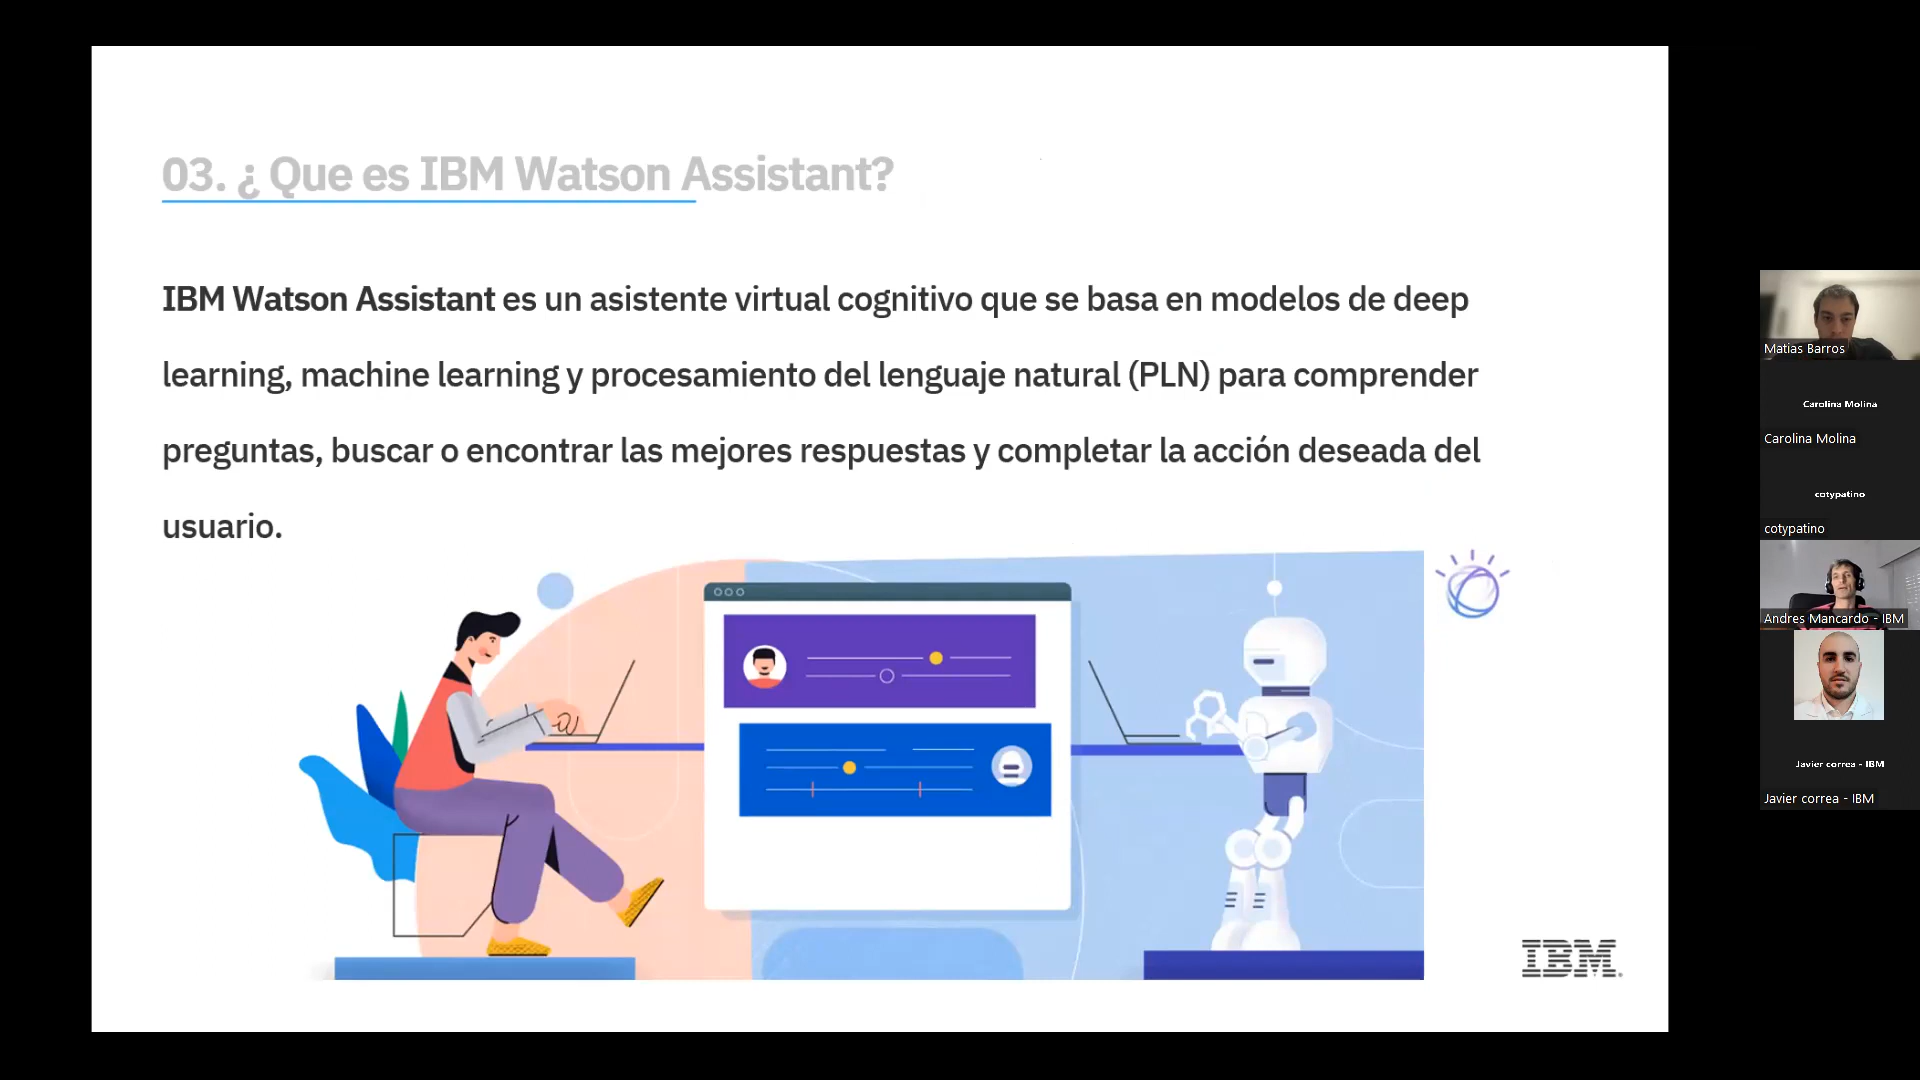 03. ¿ Que es IBM Watson Assistant?
IBM Watson Assistant es un asistente virtual cognitivo que se basa en modelos de deep
learning, machine learning y procesamiento del lenguaje natural (PLN) para comprender
preguntas, buscar o encontrar las mejores respuestas y completar la acción deseada del
usuario.
IBM
Matias Barros
Carolina Molina
Carolina Molina
cotypatino
cotypatino
Andres Mancardo - IBM
Javier correa - IBM
Javier correa - IBM